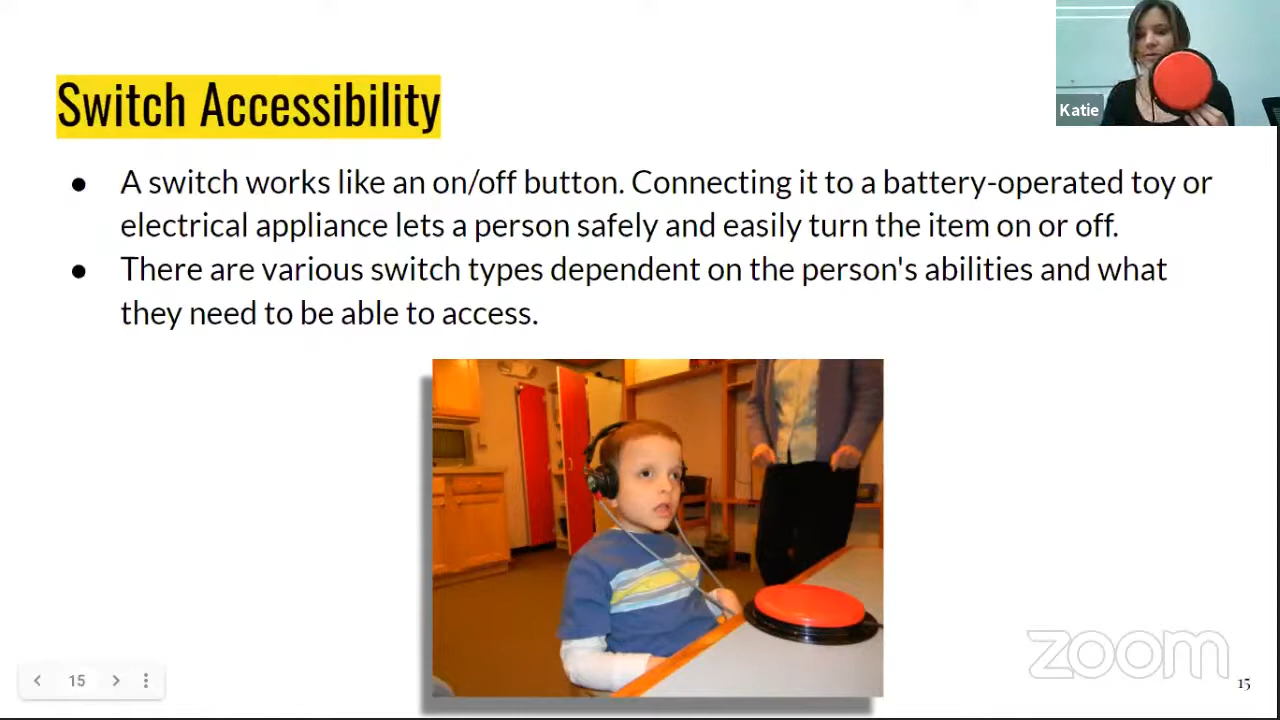 Switch Accessibility
Katie
● A switch works like an on/off button. Connecting it to a battery-operated toy or
electrical appliance lets a person safely and easily turn the item on or off.
● There are various switch types dependent on the person's abilities and what
they need to be able to access.
zoom
15
15